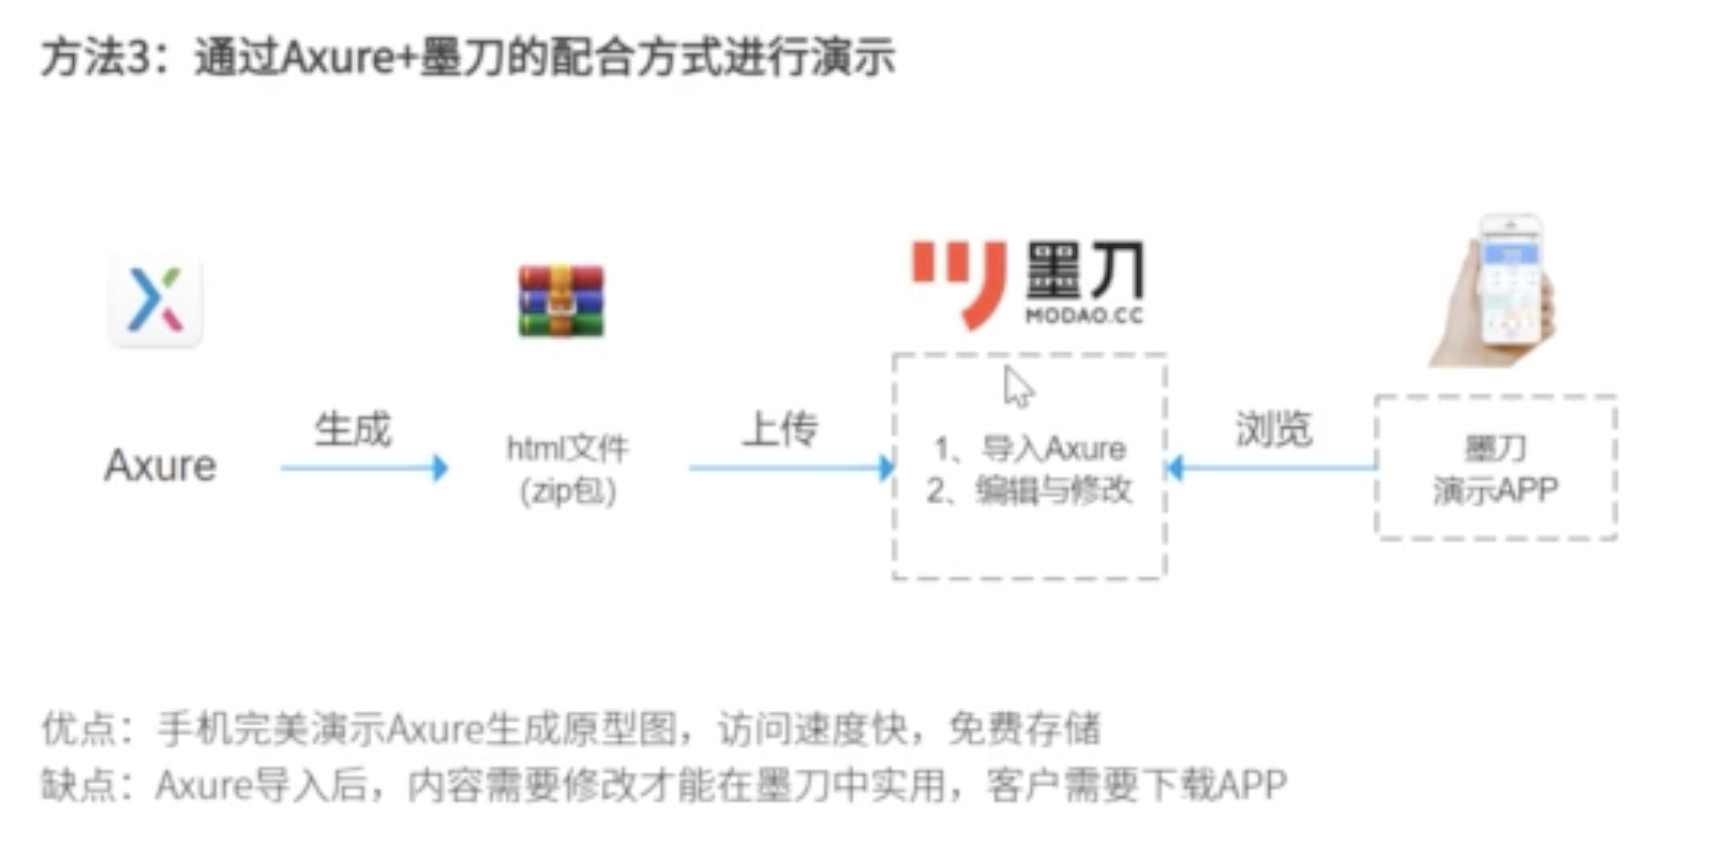 方法3：通过Axure+墨刀的配合方式进行演示
墨刀
MODAO.CC
Axure
生成
html文件
(zip包)
上传
1、导入Axure
2、编辑与修改
浏览
墨刀
演示APP
优点：手机完美演示Axure生成原型图，访问速度快，免费存储
缺点：Axure导入后，内容需要修改才能在墨刀中实用，客户需要下载APP